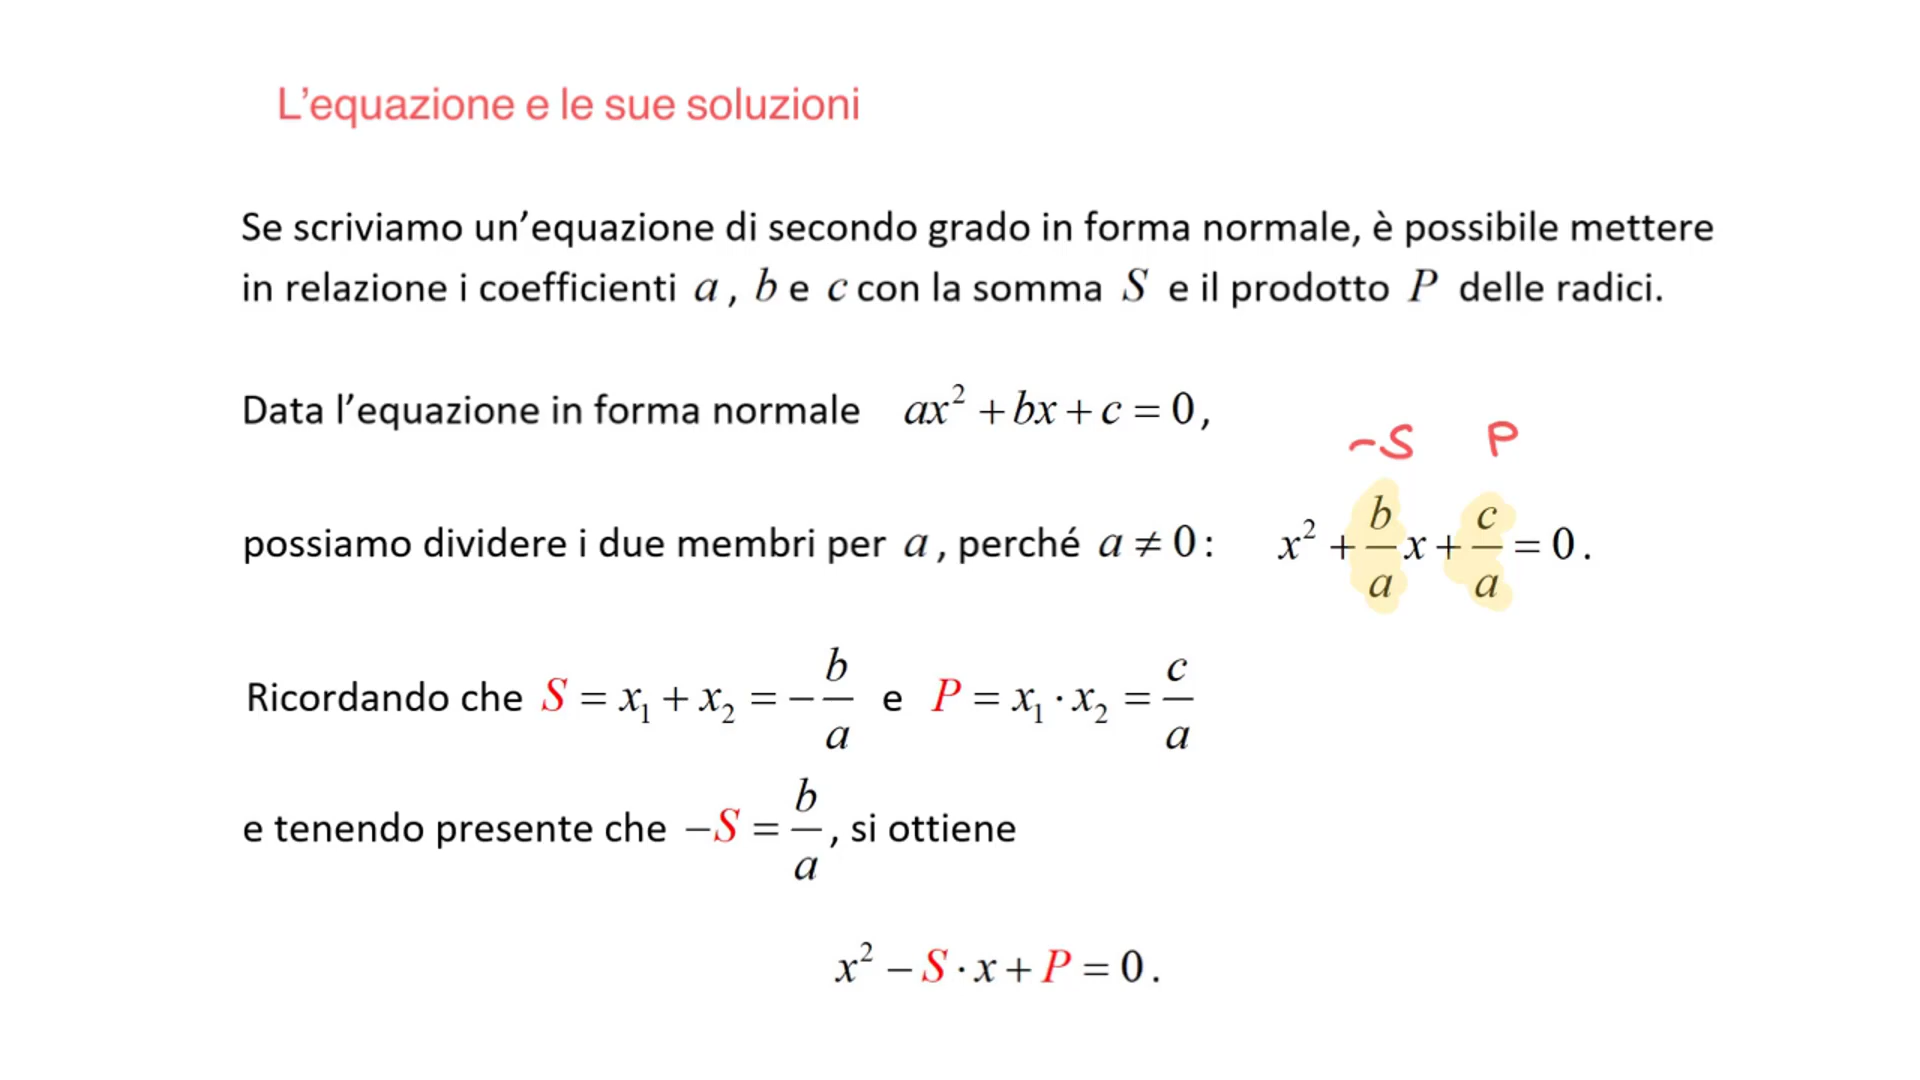 L’equazione e le sue soluzioni
Se scriviamo un’equazione di secondo grado in forma normale, è possibile mettere
in relazione i coefficienti a , b e c con la somma S e il prodotto P delle radici.
Data l’equazione in forma normale ax² + bx + c = 0,
-S P
possiamo dividere i due membri per a, perché a ≠ 0: x² + b/a x + c/a = 0.
Ricordando che S = x₁ + x₂ = −b/a e P = x₁ · x₂ = c/a
e tenendo presente che −S = b/a, si ottiene
x² − S · x + P = 0.